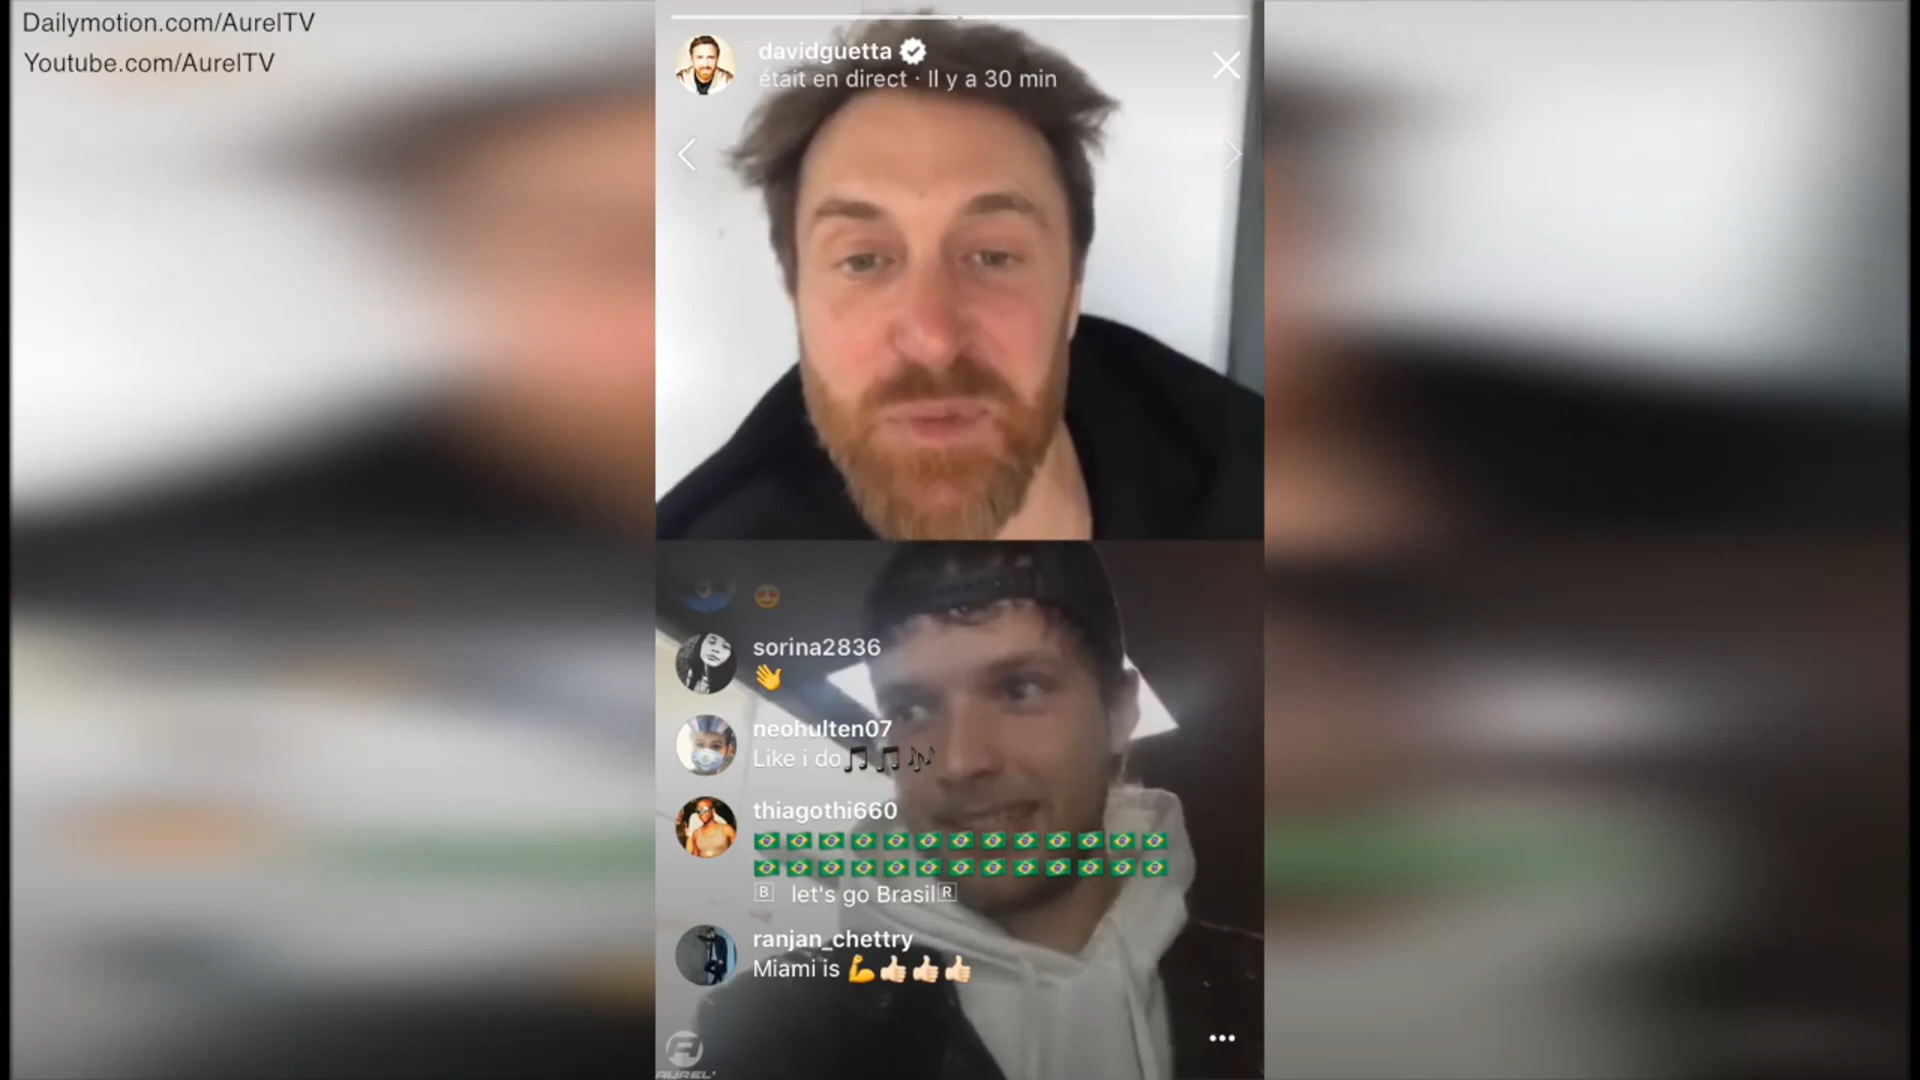 Dailymotion.com/AurelTV
Youtube.com/AurelTV
davidguetta
était en direct · Il y a 30 min
sorina2836
👋
neohulten07
Like i do🎵🎵🎶
thiagothi660
🇧🇷🇧🇷🇧🇷🇧🇷🇧🇷🇧🇷🇧🇷🇧🇷🇧🇷🇧🇷🇧🇷🇧🇷🇧🇷
🇧🇷🇧🇷🇧🇷🇧🇷🇧🇷🇧🇷🇧🇷🇧🇷🇧🇷🇧🇷🇧🇷🇧🇷🇧🇷
🇧 let's go Brasil🇷
ranjan_chettry
Miami is 💪👍🏻👍🏻👍🏻
AUREL'